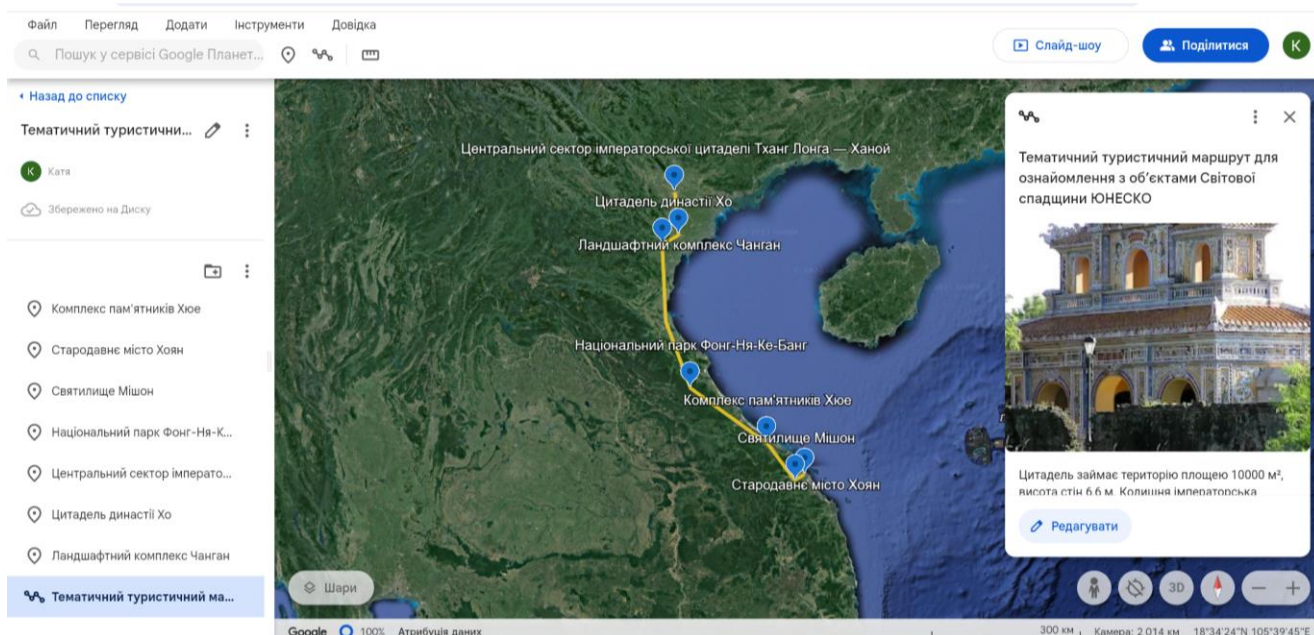 Файл Перегляд Додати Інструменти Довідка
Пошук у сервісі Google Планет...
Слайд-шоу
Поділитися
К
Назад до списку
Тематичний туристични...
К Катя
Збережено на Диску
Комплекс пам'ятників Хюе
Стародавнє місто Хоян
Святилище Мішон
Національний парк Фонг-Ня-К...
Центральний сектор імперато...
Цитадель династії Хо
Ландшафтний комплекс Чанган
Тематичний туристичний ма...
Центральний сектор імператорської цитаделі Тханг Лонга — Ханой
Цитадель династії Хо
Ландшафтний комплекс Чанган
Національний парк Фонг-Ня-Ке-Банг
Комплекс пам'ятників Хюе
Святилище Мішон
Стародавнє місто Хоян
Шари
Тематичний туристичний маршрут для
ознайомлення з об'єктами Світової
спадщини ЮНЕСКО
Цитадель займає територію площею 10000 м²,
висота стін 6,6 м. Колишня імператорська
Редагувати
3D
Google 100% Атрибуція даних
300 км Камера: 2 014 км 18°34'24"N 105°39'45"E